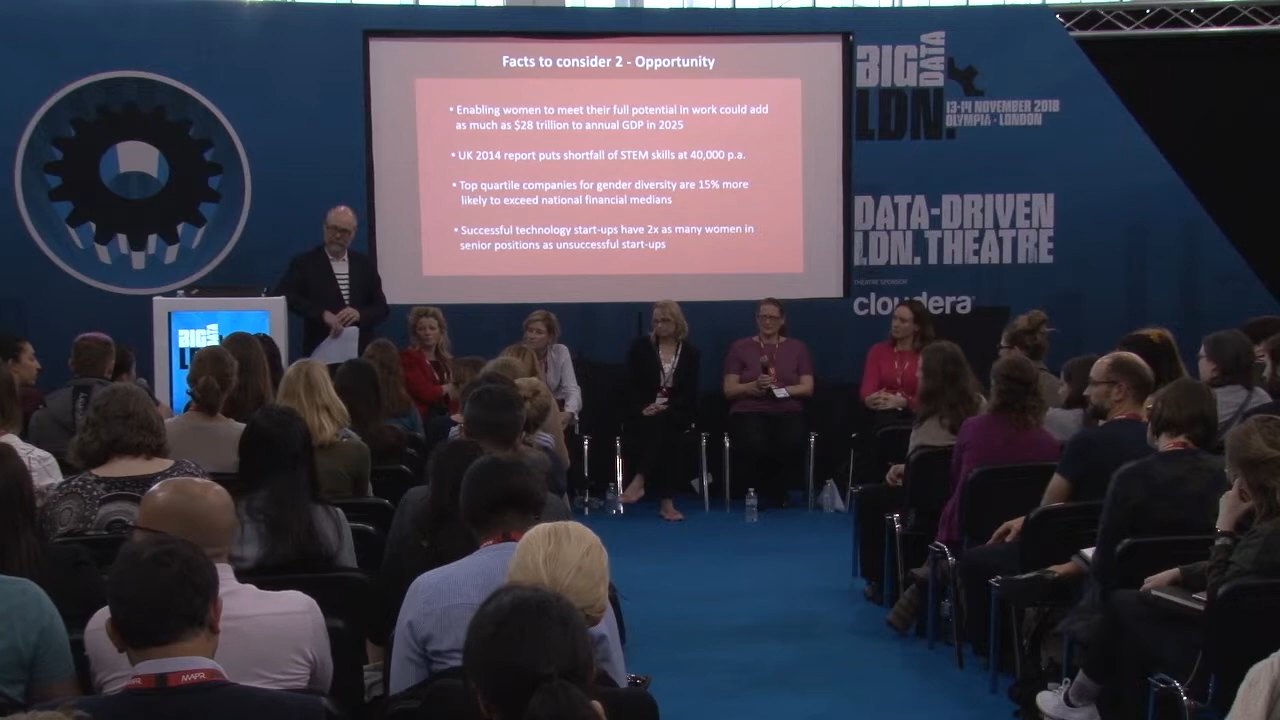 Facts to consider 2 - Opportunity
• Enabling women to meet their full potential in work could add
as much as $28 trillion to annual GDP in 2025
• UK 2014 report puts shortfall of STEM skills at 40,000 p.a.
• Top quartile companies for gender diversity are 15% more
likely to exceed national financial medians
• Successful technology start-ups have 2x as many women in
senior positions as unsuccessful start-ups
BIG
DATA
LDN.
13-14 NOVEMBER 2018
OLYMPIA - LONDON
DATA-DRIVEN
LDN. THEATRE
THEATRE SPONSOR
cloudera
BIG
DATA
LDN
MAPR